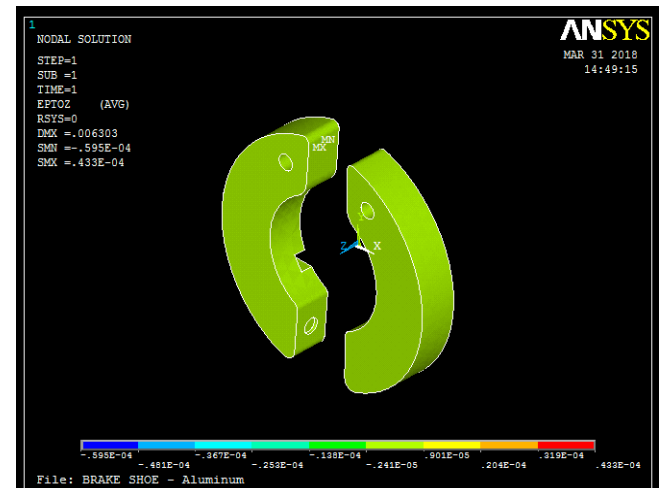 1
NODAL SOLUTION
STEP=1
SUB =1
TIME=1
EPTOZ (AVG)
RSYS=0
DMX =.006303
SMN =-.595E-04
SMX =.433E-04
ANSYS
MAR 31 2018
14:49:15
MN
MX
Y
Z X
-.595E-04 -.367E-04 -.138E-04 .901E-05 .319E-04
-.481E-04 -.253E-04 -.241E-05 .204E-04 .433E-04
File: BRAKE SHOE - Aluminum